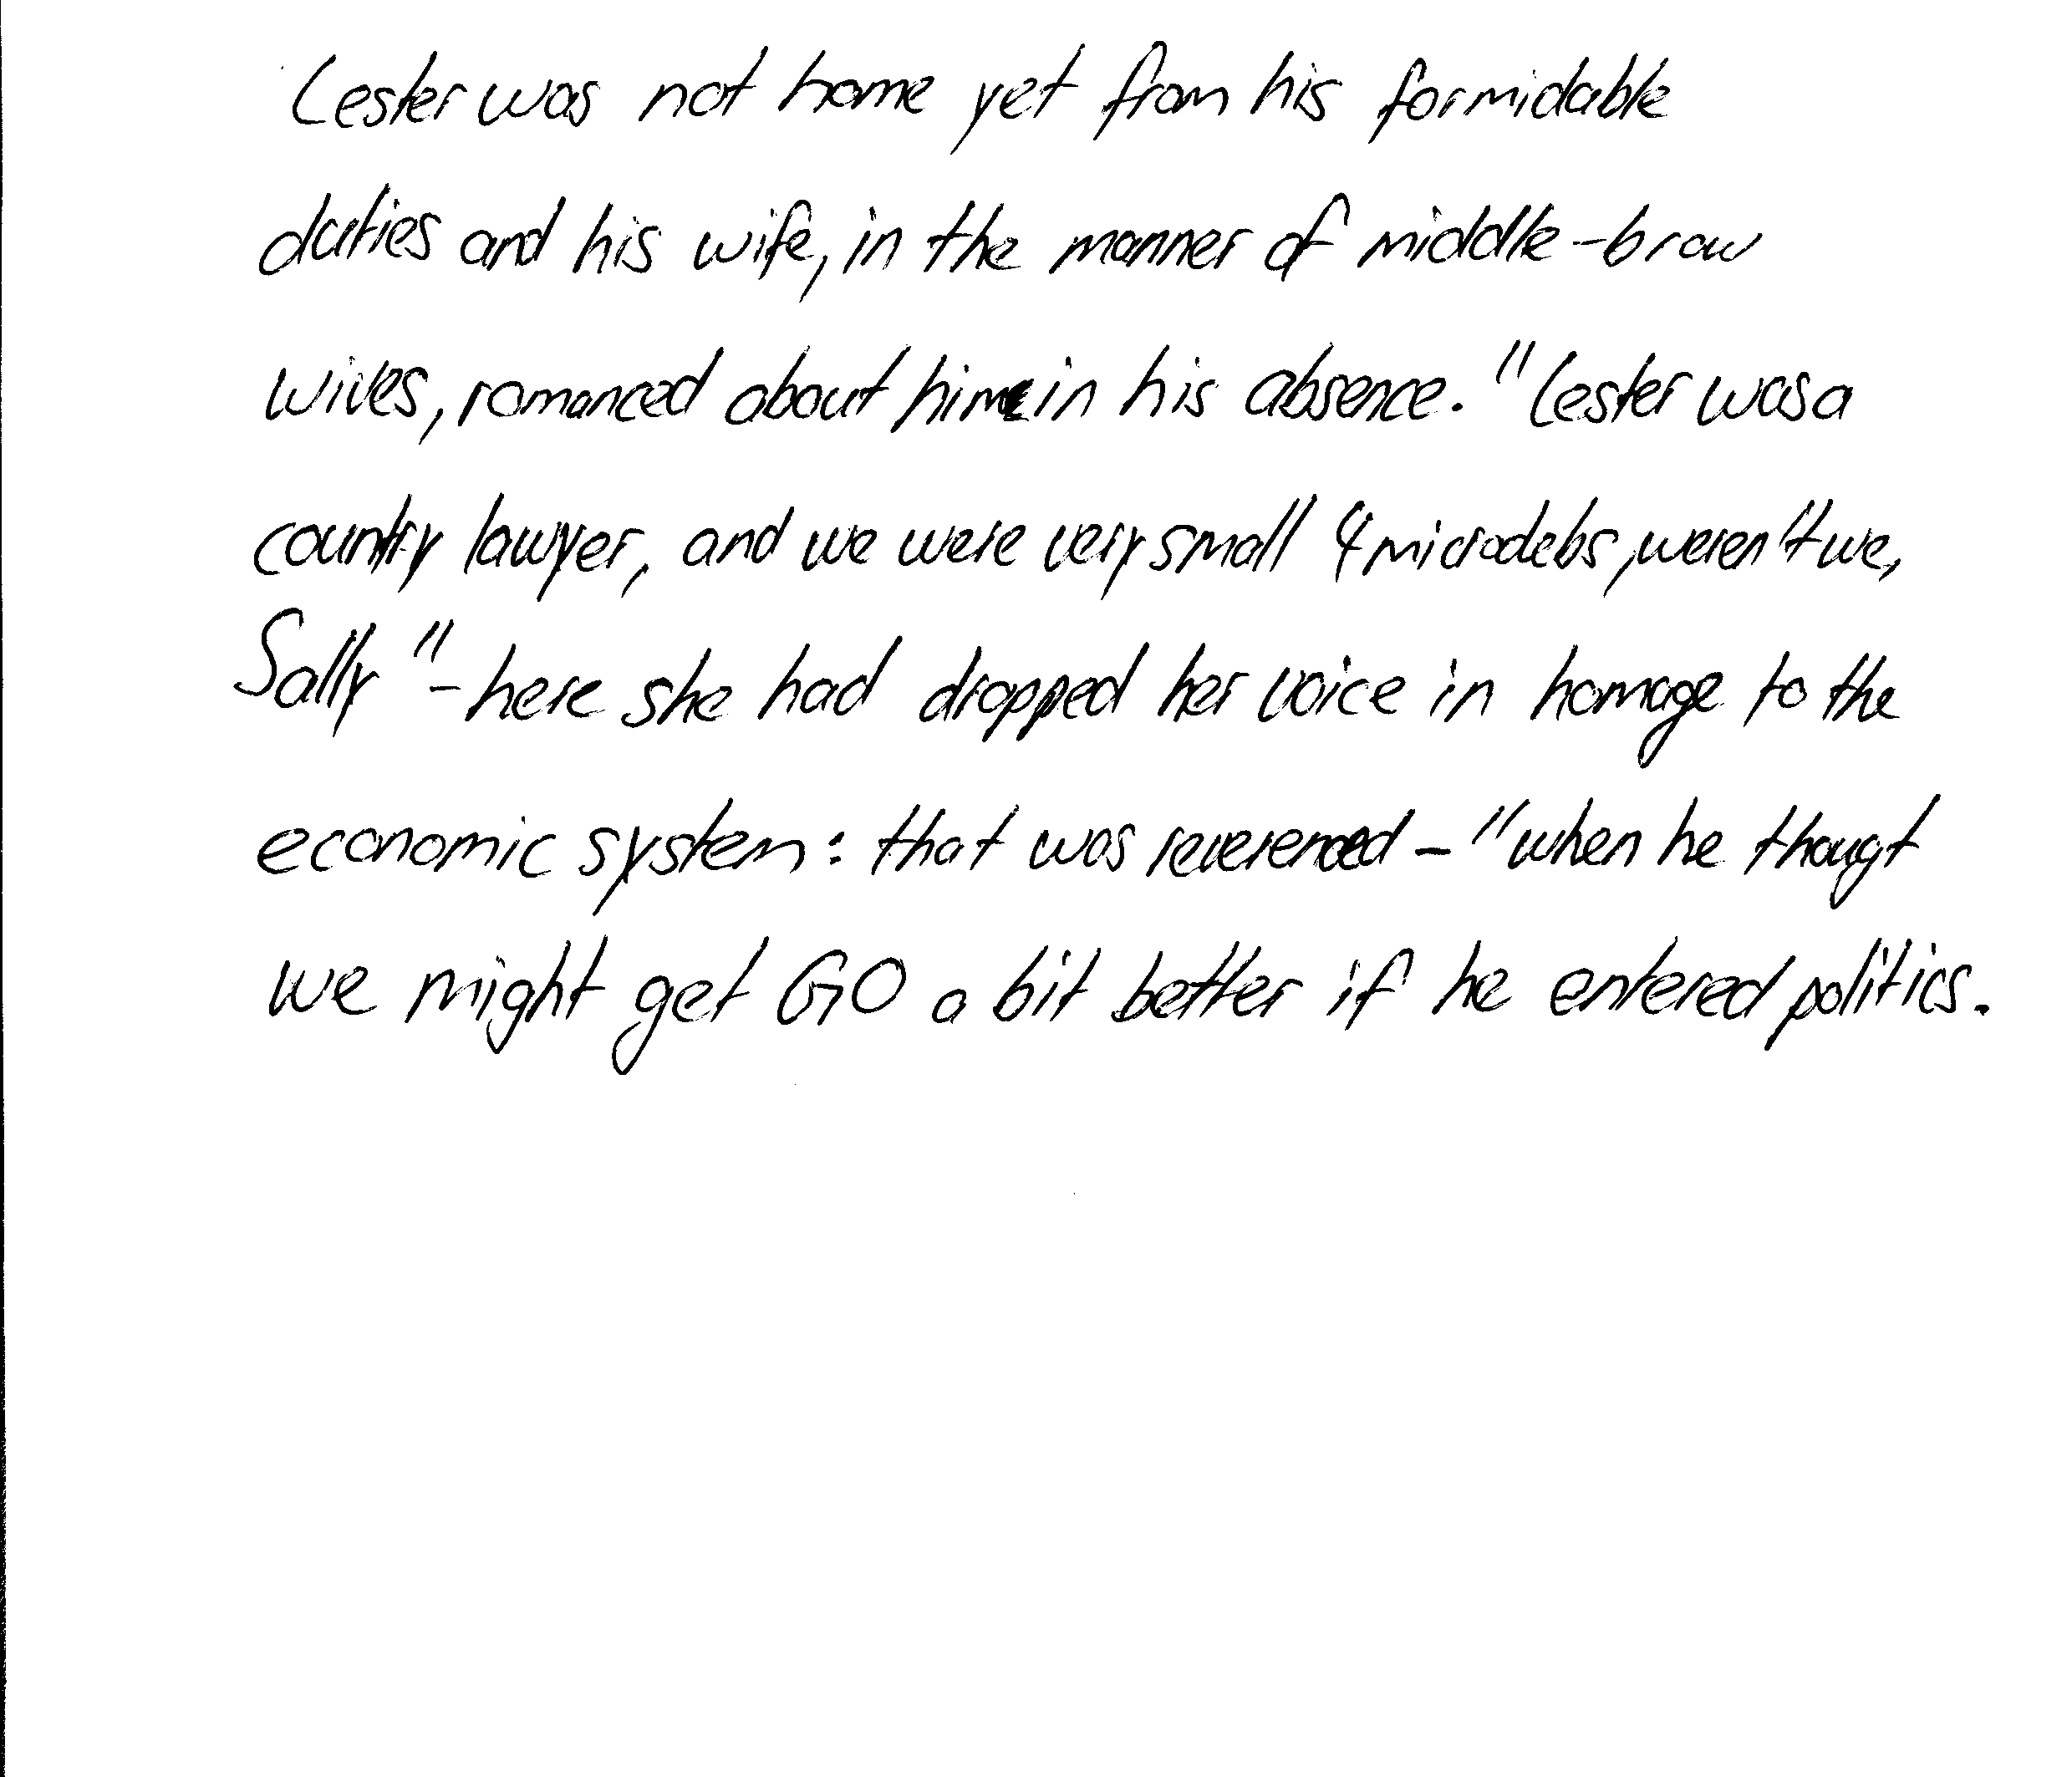 Lester was not home yet from his formidable
duties and his wife, in the manner of middle-brow
wives, romanced about him in his absence. "Lester was a
country lawyer, and we were very small 4 microdebs, weren't we,
Sally" - here she had dropped her voice in homage to the
economic system: that was reverenced - "when he thougt
we might get GO a bit better if he entered politics.